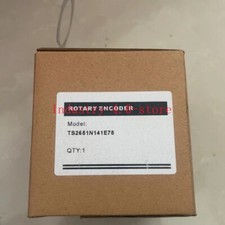 ROTARY ENCODER
Model:
TS2651N141E78
QTY:1